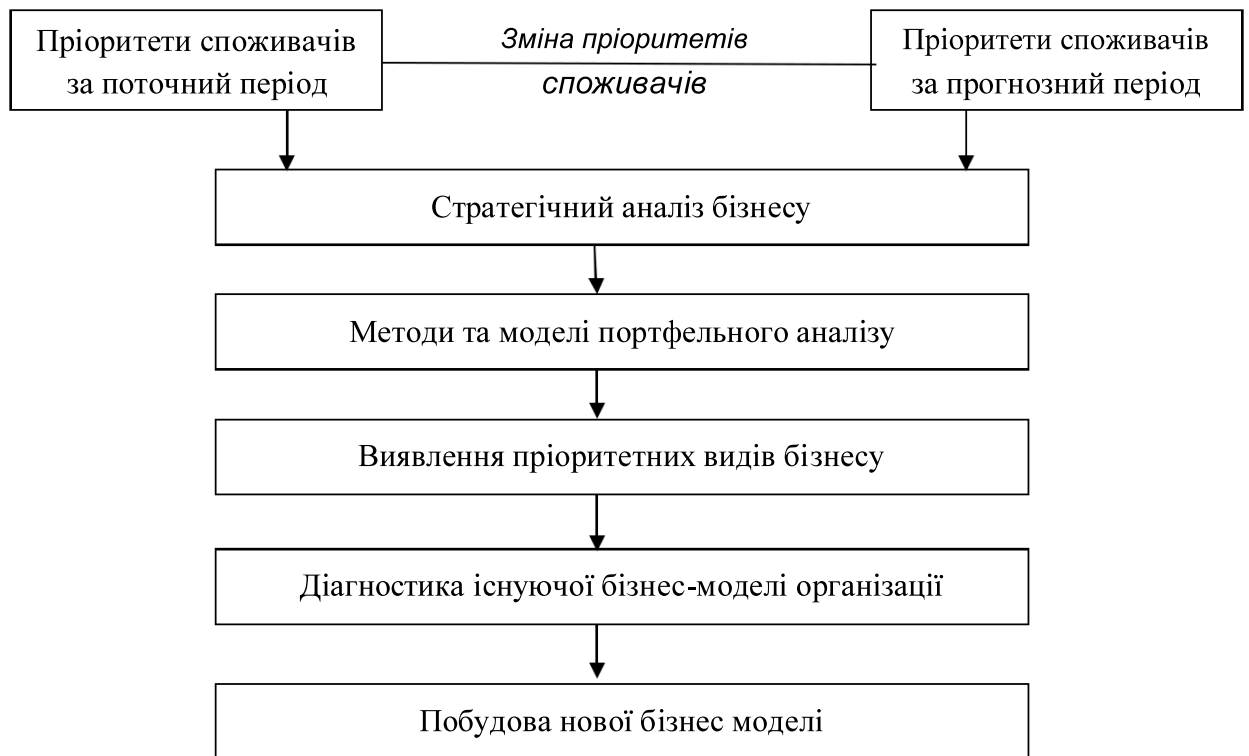 Пріоритети споживачів
за поточний період
Зміна пріоритетів
споживачів
Пріоритети споживачів
за прогнозний період
Стратегічний аналіз бізнесу
Методи та моделі портфельного аналізу
Виявлення пріоритетних видів бізнесу
Діагностика існуючої бізнес-моделі організації
Побудова нової бізнес моделі